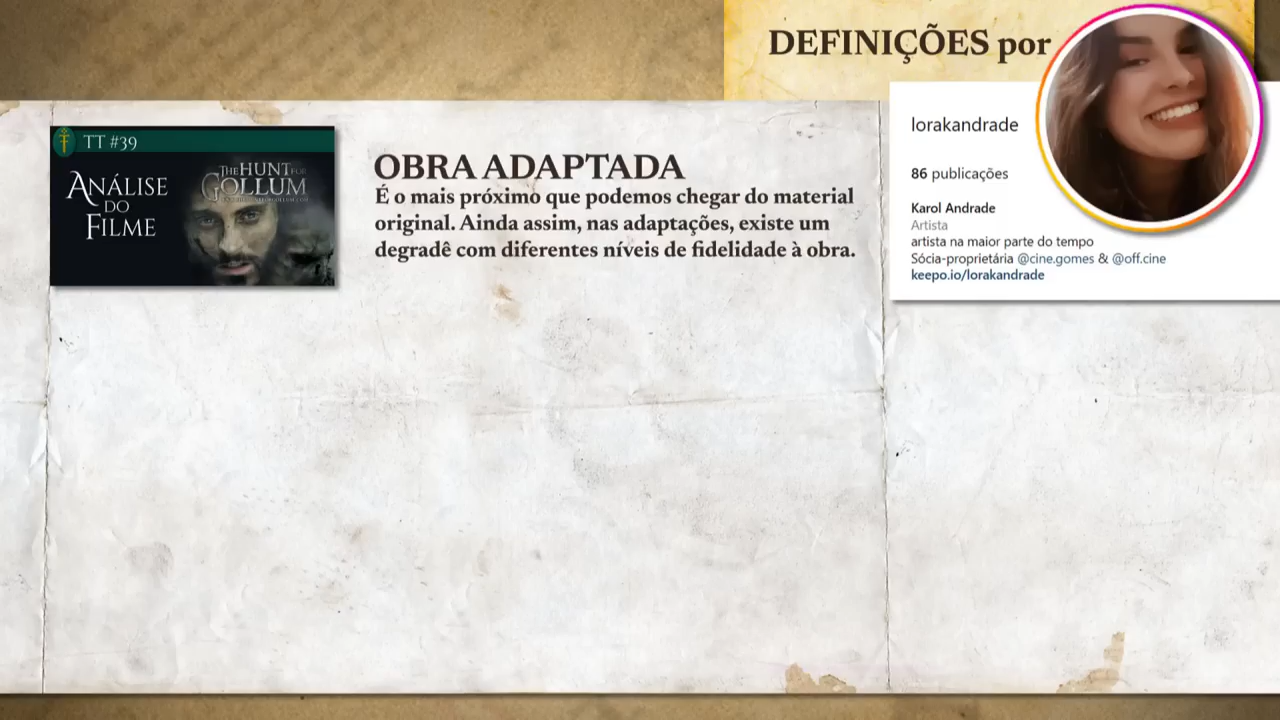 DEFINIÇÕES por
lorakandrade
86 publicações
Karol Andrade
Artista
artista na maior parte do tempo
Sócia-proprietária @cine.gomes & @off.cine
keepo.io/lorakandrade
TT #39
ANÁLISE
DO
FILME
THE HUNT FOR
GOLLUM
OBRA ADAPTADA
É o mais próximo que podemos chegar do material
original. Ainda assim, nas adaptações, existe um
degradê com diferentes níveis de fidelidade à obra.